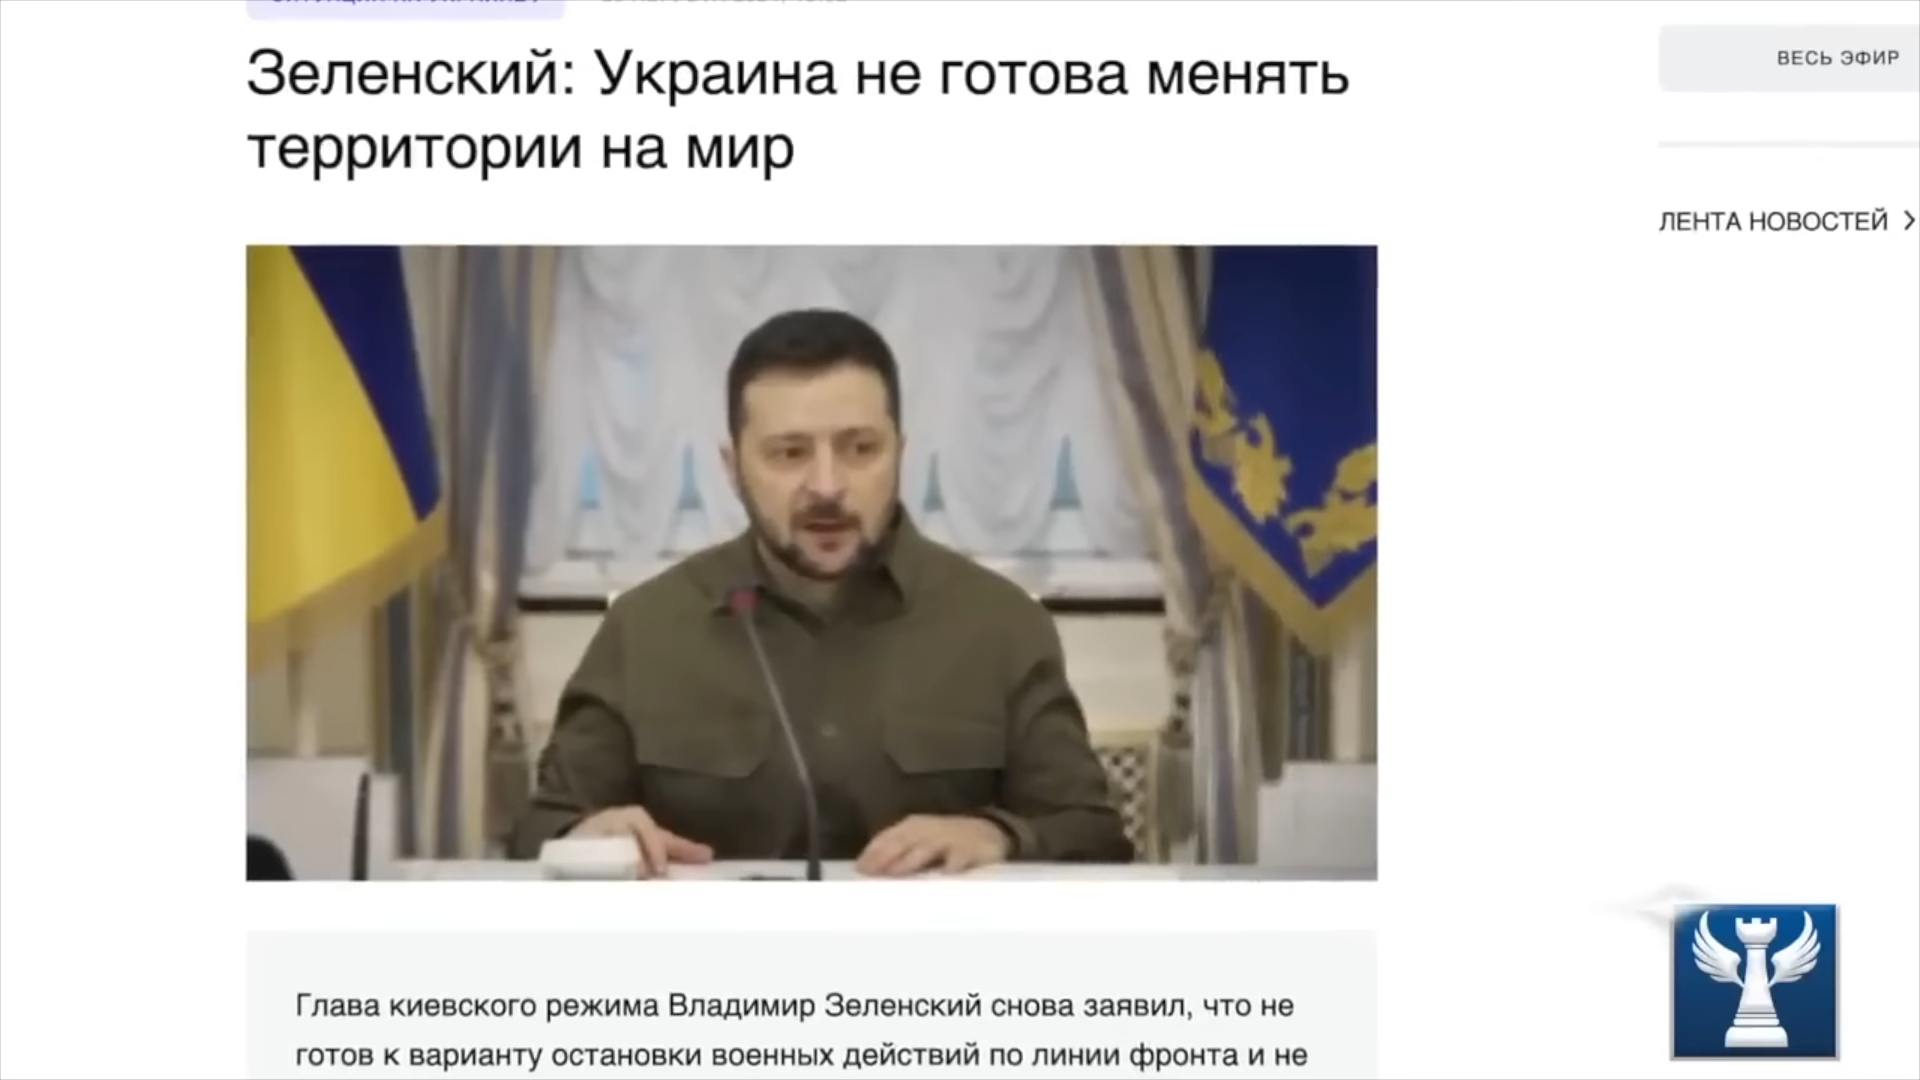 Зеленский: Украина не готова менять
территории на мир
ВЕСЬ ЭФИР
ЛЕНТА НОВОСТЕЙ
Глава киевского режима Владимир Зеленский снова заявил, что не
готов к варианту остановки военных действий по линии фронта и не